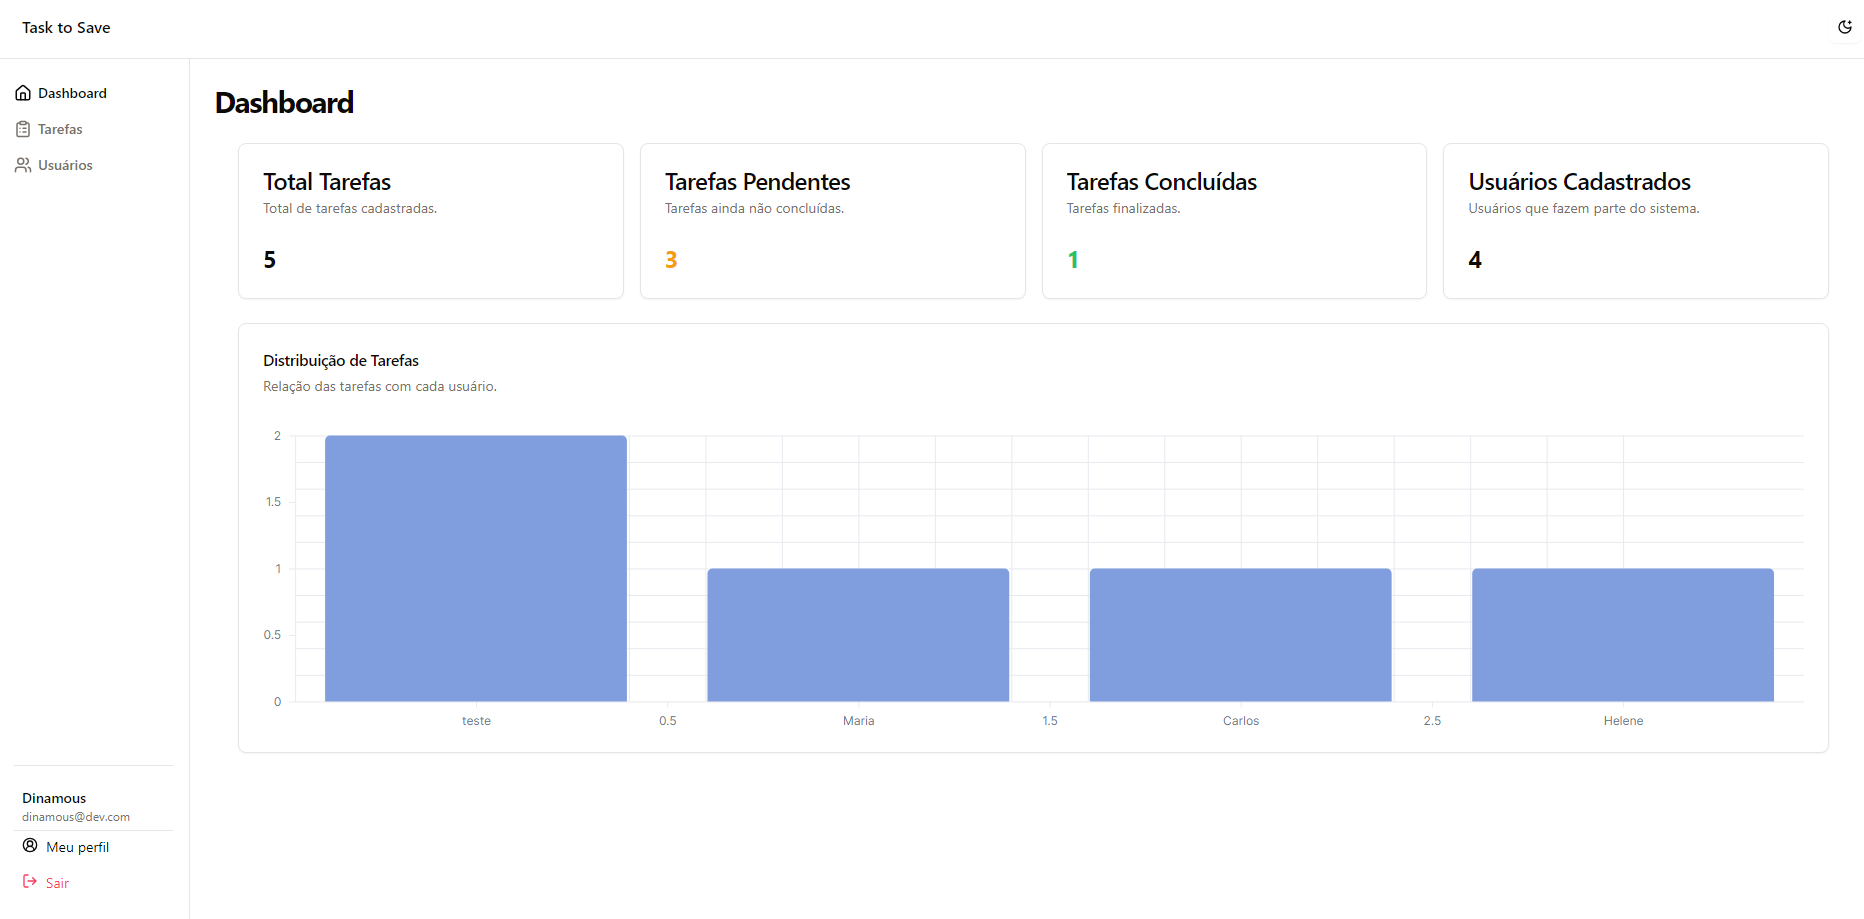 Task to Save
Dashboard
Tarefas
Usuários
Dashboard
Total Tarefas
Total de tarefas cadastradas.
5
Tarefas Pendentes
Tarefas ainda não concluídas.
3
Tarefas Concluídas
Tarefas finalizadas.
1
Usuários Cadastrados
Usuários que fazem parte do sistema.
4
Distribuição de Tarefas
Relação das tarefas com cada usuário.
2
1.5
1
0.5
0
teste 0.5 Maria 1.5 Carlos 2.5 Helene
Dinamous
dinamous@dev.com
Meu perfil
Sair